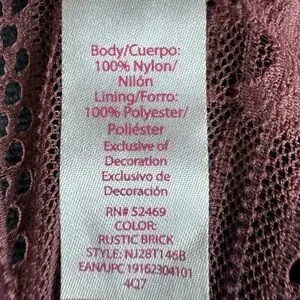 Body/Cuerpo:
100% Nylon/
Nilón
Lining/Forro:
100% Polyester/
Poliéster
Exclusive of
Decoration
Exclusivo de
Decoración
RN# 52469
COLOR:
RUSTIC BRICK
STYLE: NJ28T146B
EAN/UPC 19162304101
4Q7